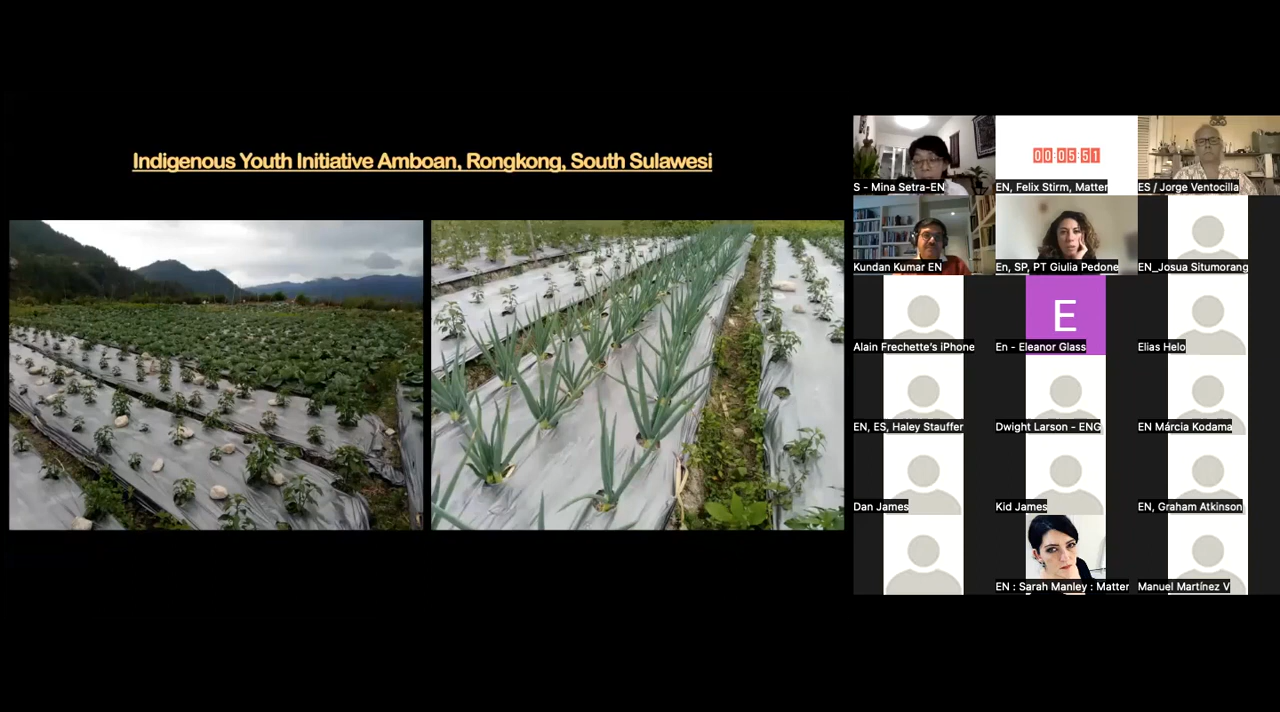 Indigenous Youth Initiative Amboan, Rongkong, South Sulawesi
S - Mina Setra-EN
00:05:51
EN, Felix Stirm, Matter
ES / Jorge Ventocilla
Kundan Kumar EN
En, SP, PT Giulia Pedone
EN_Josua Situmorang
Alain Frechette's iPhone
E
En - Eleanor Glass
Elias Helo
EN, ES, Haley Stauffer
Dwight Larson - ENG
EN Márcia Kodama
Dan James
Kid James
EN, Graham Atkinson
EN : Sarah Manley : Matter
Manuel Martínez V